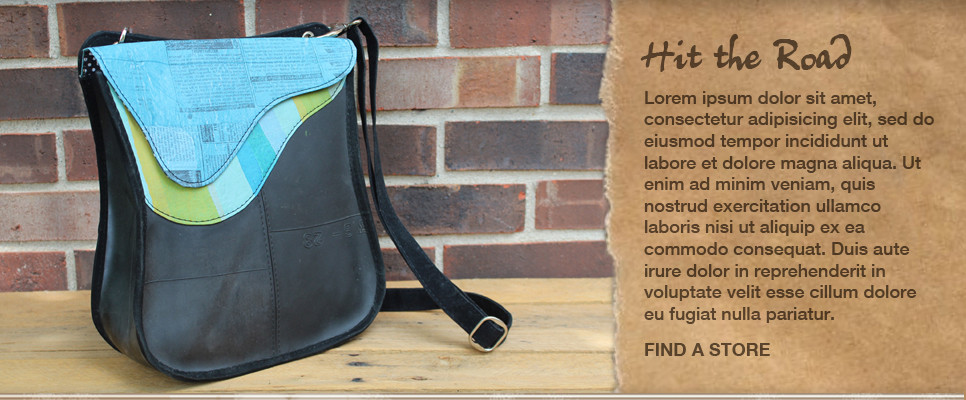 Hit the Road
Lorem ipsum dolor sit amet,
consectetur adipisicing elit, sed do
eiusmod tempor incididunt ut
labore et dolore magna aliqua. Ut
enim ad minim veniam, quis
nostrud exercitation ullamco
laboris nisi ut aliquip ex ea
commodo consequat. Duis aute
irure dolor in reprehenderit in
voluptate velit esse cillum dolore
eu fugiat nulla pariatur.
FIND A STORE